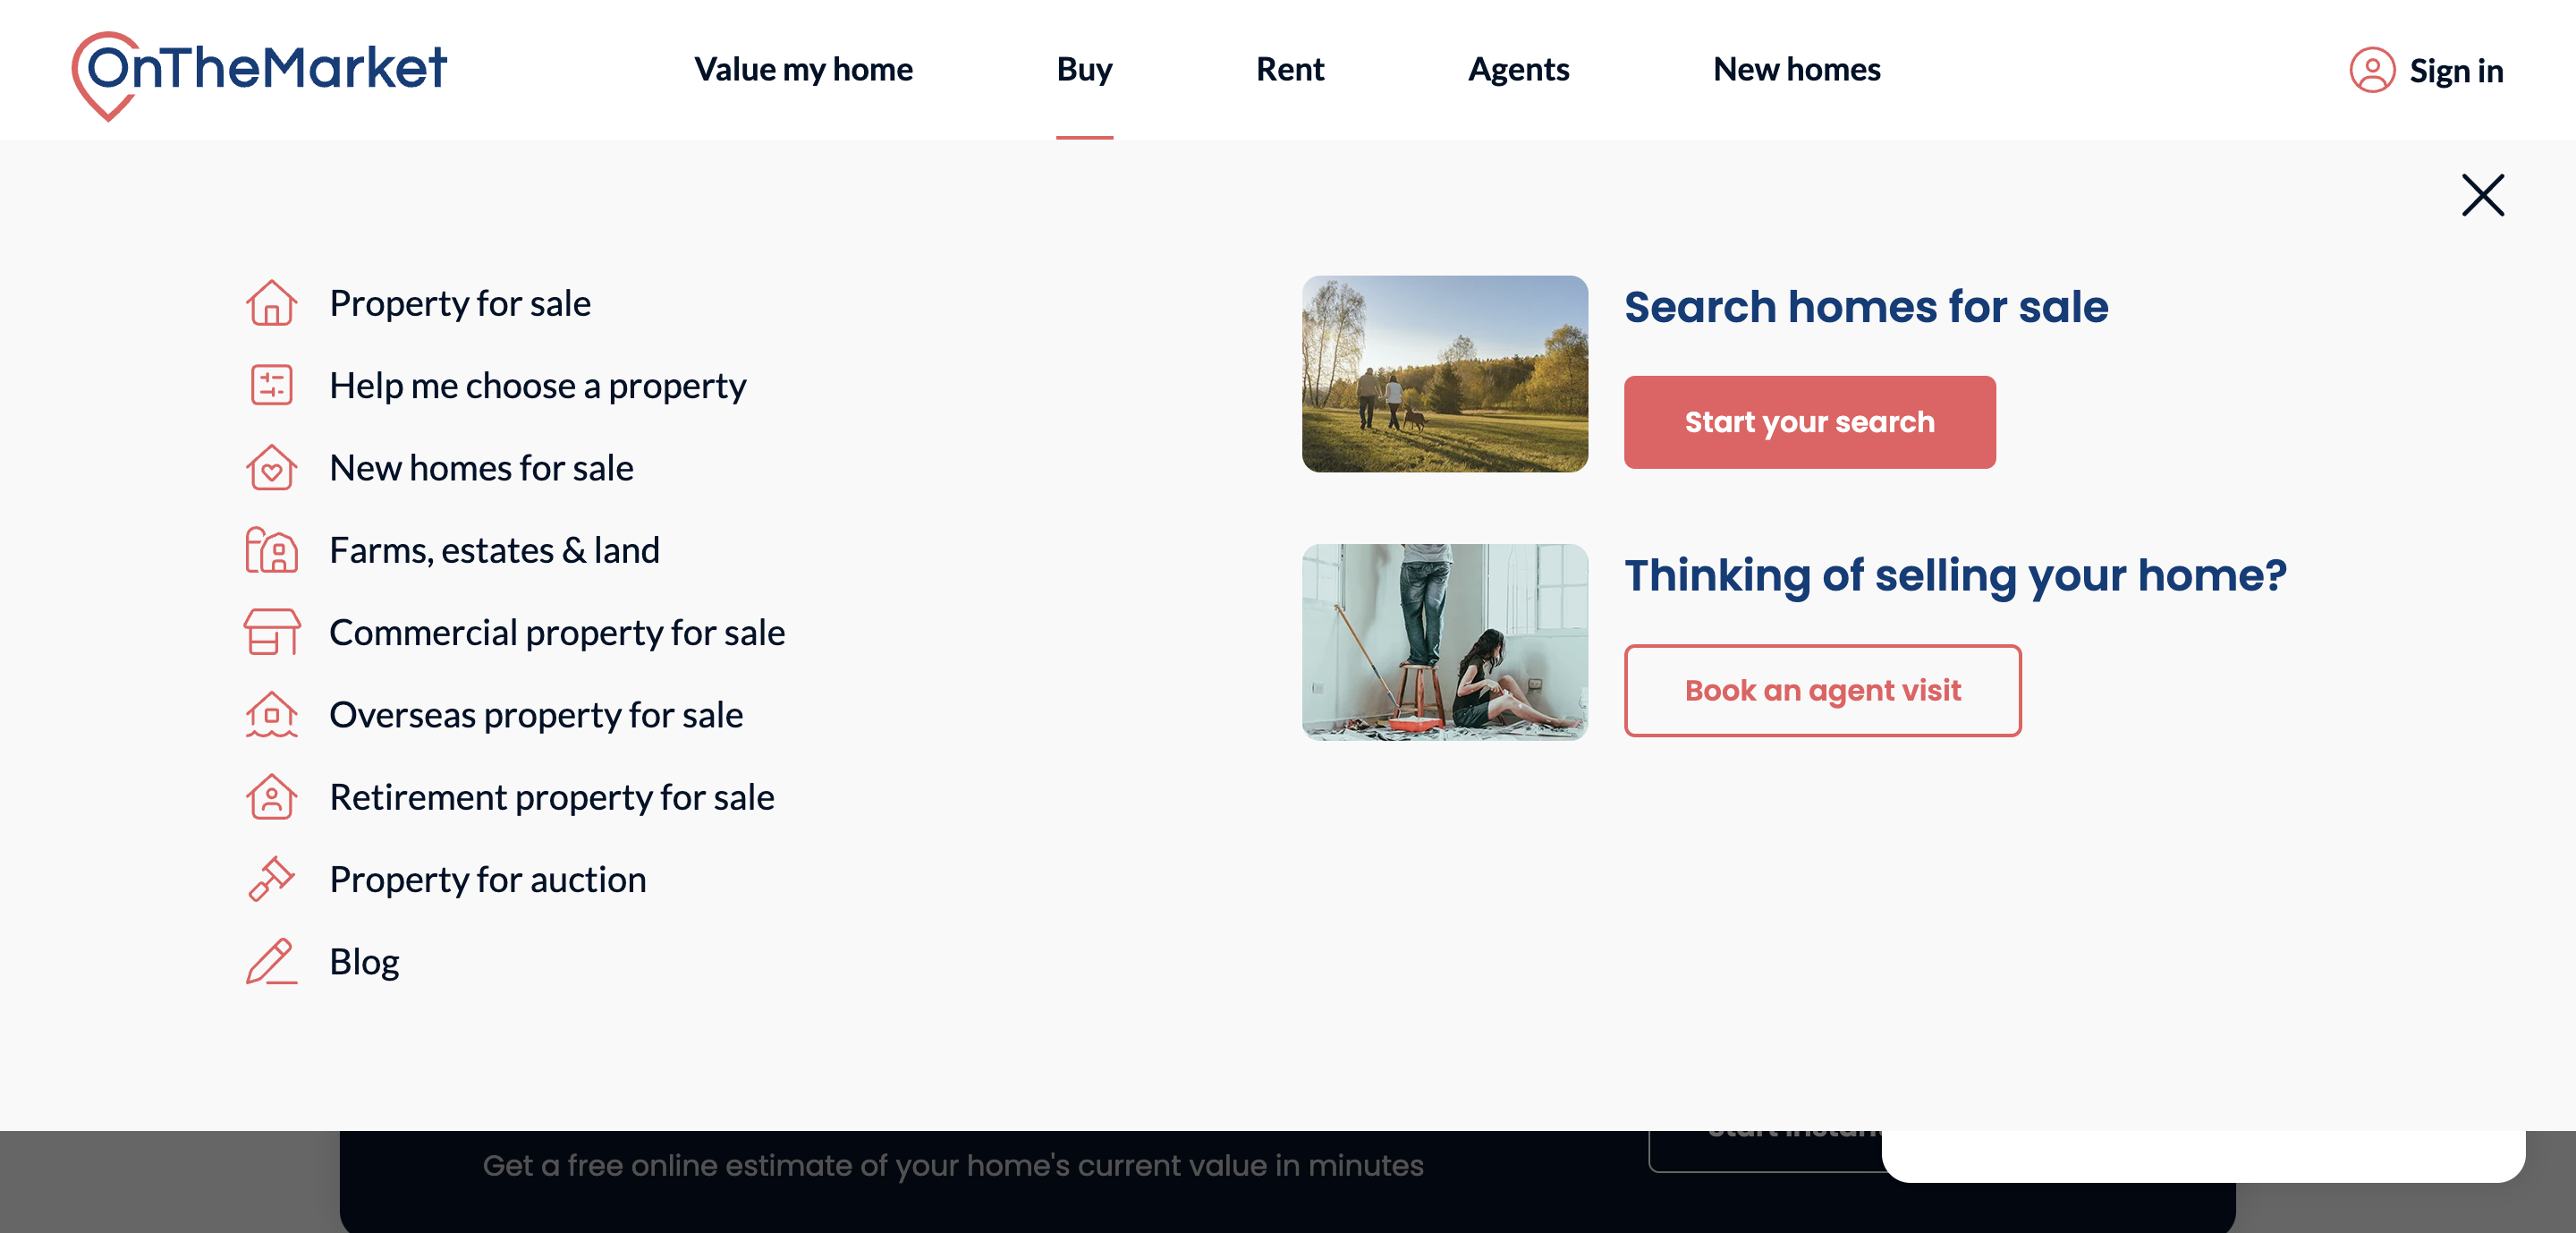 OnTheMarket
Value my home
Buy
Rent
Agents
New homes
Sign in
Property for sale
Help me choose a property
New homes for sale
Farms, estates & land
Commercial property for sale
Overseas property for sale
Retirement property for sale
Property for auction
Blog
Search homes for sale
Start your search
Thinking of selling your home?
Book an agent visit
Get a free online estimate of your home's current value in minutes